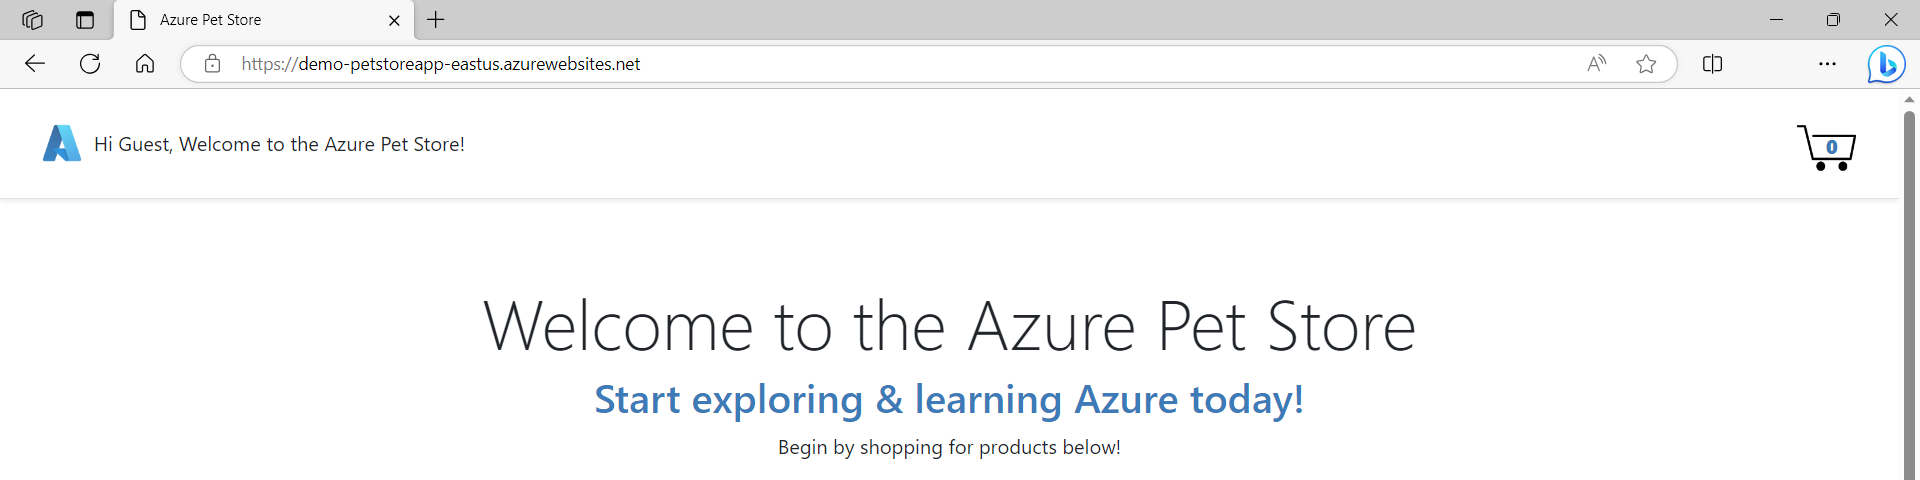 Azure Pet Store
https://demo-petstoreapp-eastus.azurewebsites.net
Hi Guest, Welcome to the Azure Pet Store!
0
Welcome to the Azure Pet Store
Start exploring & learning Azure today!
Begin by shopping for products below!